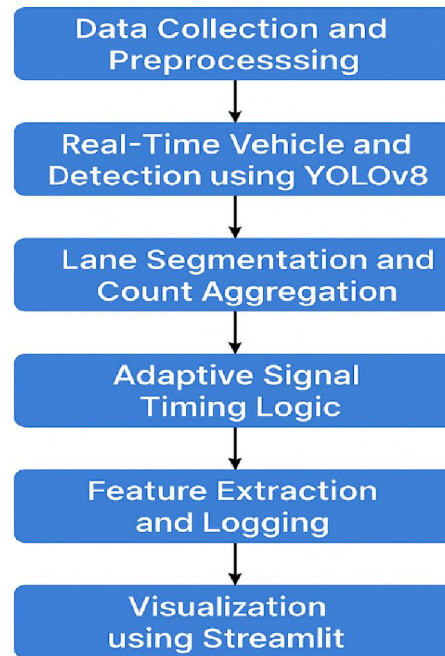 Data Collection and
Preprocesssing
Real-Time Vehicle and
Detection using YOLOv8
Lane Segmentation and
Count Aggregation
Adaptive Signal
Timing Logic
Feature Extraction
and Logging
Visualization
using Streamlit